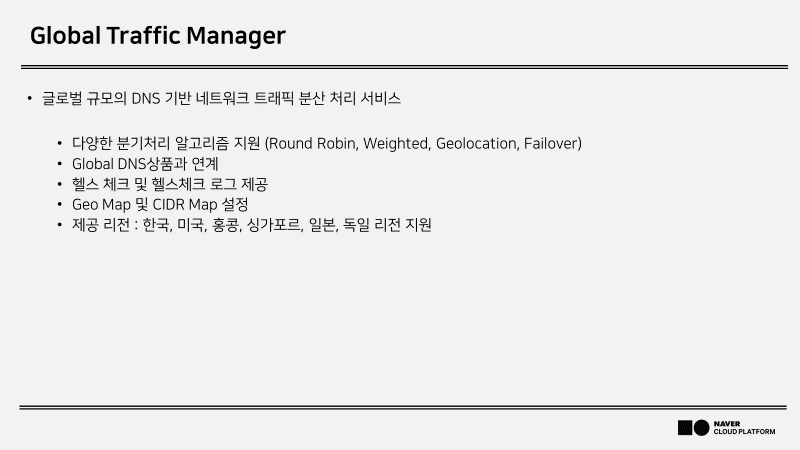 Global Traffic Manager
• 글로벌 규모의 DNS 기반 네트워크 트래픽 분산 처리 서비스
• 다양한 분기처리 알고리즘 지원 (Round Robin, Weighted, Geolocation, Failover)
• Global DNS상품과 연계
• 헬스 체크 및 헬스체크 로그 제공
• Geo Map 및 CIDR Map 설정
• 제공 리전 : 한국, 미국, 홍콩, 싱가포르, 일본, 독일 리전 지원
NAVER
CLOUD PLATFORM